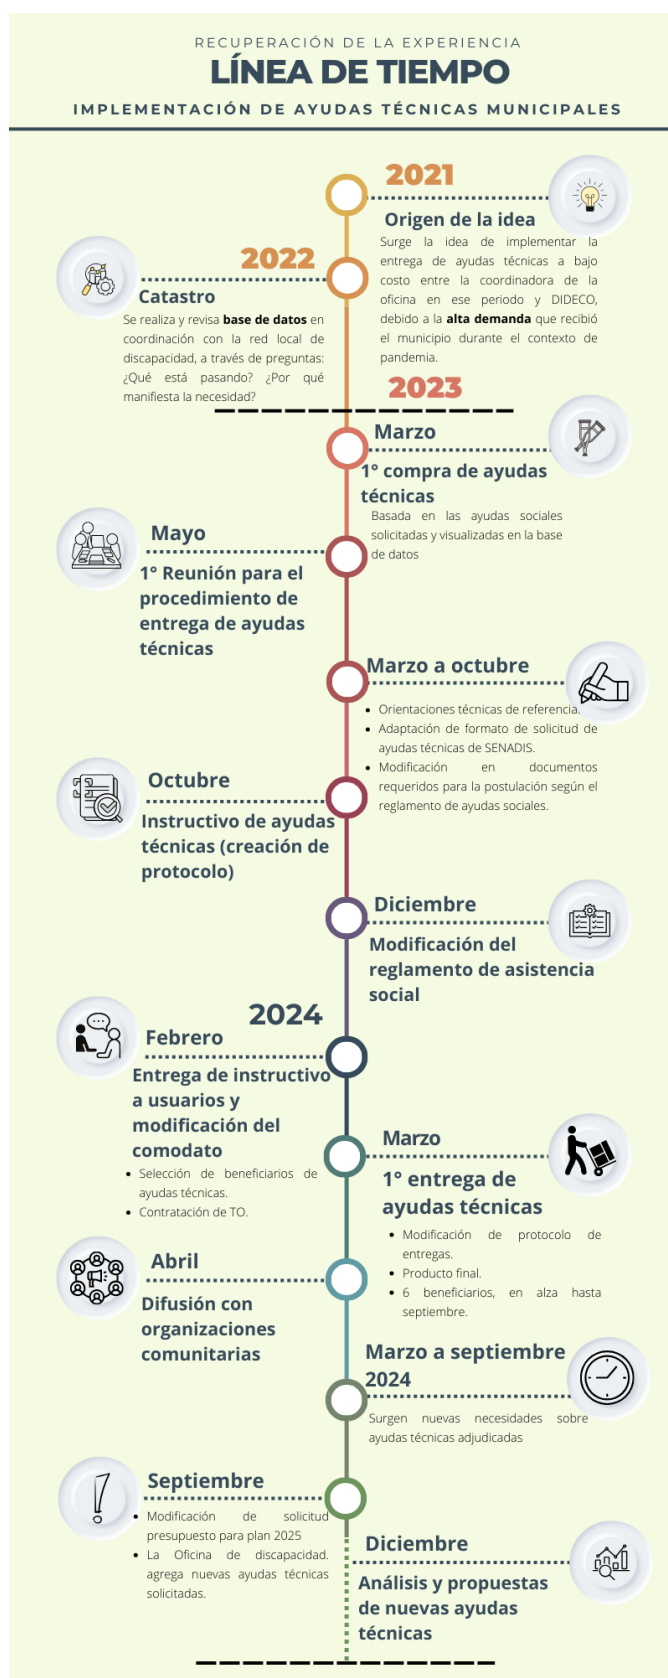 RECUPERACIÓN DE LA EXPERIENCIA
LÍNEA DE TIEMPO
IMPLEMENTACIÓN DE AYUDAS TÉCNICAS MUNICIPALES
2021
Origen de la idea
Surge la idea de implementar la
entrega de ayudas técnicas a bajo
costo entre la coordinadora de la
oficina en ese periodo y DIDECO,
debido a la alta demanda que recibió
el municipio durante el contexto de
pandemia.
2022
Catastro
Se realiza y revisa base de datos en
coordinación con la red local de
discapacidad, a través de preguntas:
¿Qué está pasando? ¿Por qué
manifiesta la necesidad?
2023
Marzo
1° compra de ayudas
técnicas
Basada en las ayudas sociales
solicitadas y visualizadas en la base
de datos
Mayo
1° Reunión para el
procedimiento de
entrega de ayudas
técnicas
Marzo a octubre
• Orientaciones técnicas de referencia.
• Adaptación de formato de solicitud de
ayudas técnicas de SENADIS.
• Modificación en documentos
requeridos para la postulación según el
reglamento de ayudas sociales.
Octubre
Instructivo de ayudas
técnicas (creación de
protocolo)
Diciembre
Modificación del
reglamento de asistencia
social
2024
Febrero
Entrega de instructivo
a usuarios y
modificación del
comodato
• Selección de beneficiarios de
ayudas técnicas.
• Contratación de TO.
Marzo
1° entrega de
ayudas técnicas
• Modificación de protocolo de
entregas.
• Producto final.
• 6 beneficiarios, en alza hasta
septiembre.
Abril
Difusión con
organizaciones
comunitarias
Marzo a septiembre
2024
Surgen nuevas necesidades sobre
ayudas técnicas adjudicadas
Septiembre
• Modificación de solicitud
presupuesto para plan 2025
• La Oficina de discapacidad.
agrega nuevas ayudas técnicas
solicitadas.
Diciembre
Análisis y propuestas
de nuevas ayudas
técnicas